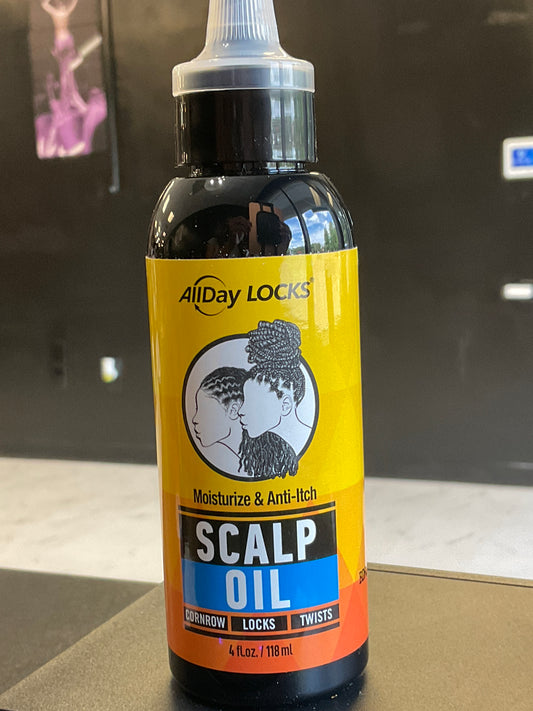 AllDay LOCKS®
Moisturize & Anti-Itch
SCALP
OIL
CORNROW LOCKS TWISTS
4 fl.oz. / 118 ml